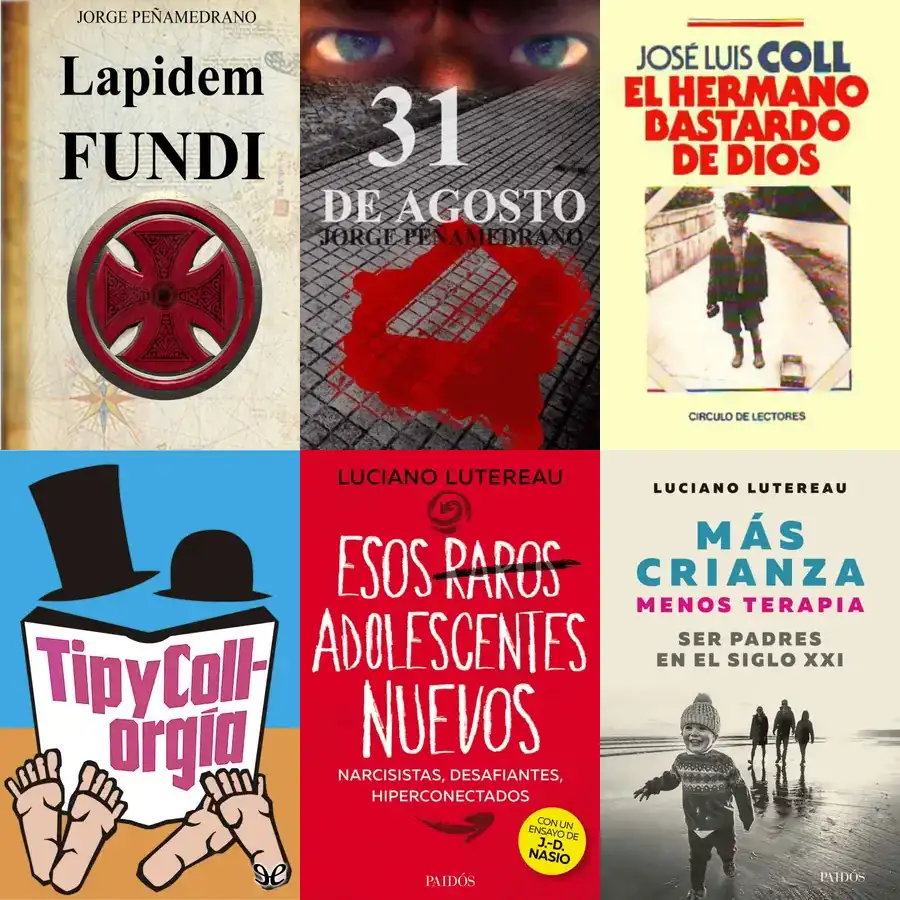 JORGE PEÑAMEDRANO
Lapidem
FUNDI
31
DE AGOSTO
JORGE PEÑAMEDRANO
JOSÉ LUIS COLL
EL HERMANO
BASTARDO
DE DIOS
CIRCULO DE LECTORES
TipyColl-
orgía
LUCIANO LUTEREAU
ESOS RAROS
ADOLESCENTES
NUEVOS
NARCISISTAS, DESAFIANTES,
HIPERCONECTADOS
CON UN
ENSAYO DE
J.-D.
NASIO
PAIDÓS
LUCIANO LUTEREAU
MÁS
CRIANZA
MENOS TERAPIA
SER PADRES
EN EL SIGLO XXI
PAIDÓS